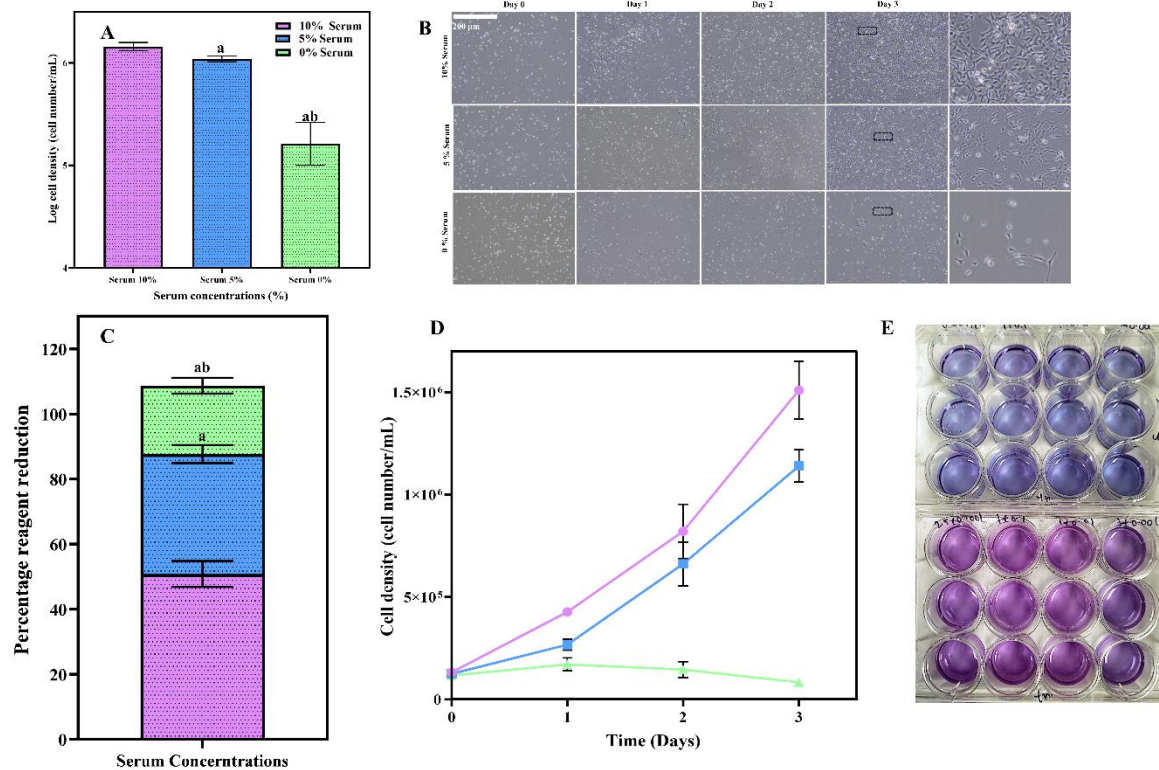 A
10% Serum
5% Serum
0% Serum
Log cell density (cell number/mL)
6
5
4
a
ab
Serum 10%
Serum 5%
Serum 0%
Serum concentrations (%)
B
Day 0
Day 1
Day 2
Day 3
200 µm
10% Serum
5 % Serum
0 % Serum
C
Percentage reagent reduction
120
100
80
60
40
20
0
ab
a
Serum Concerntrations
D
Cell density (cell number/mL)
1.5×10⁶
1×10⁶
5×10⁵
0
0
1
2
3
Time (Days)
E